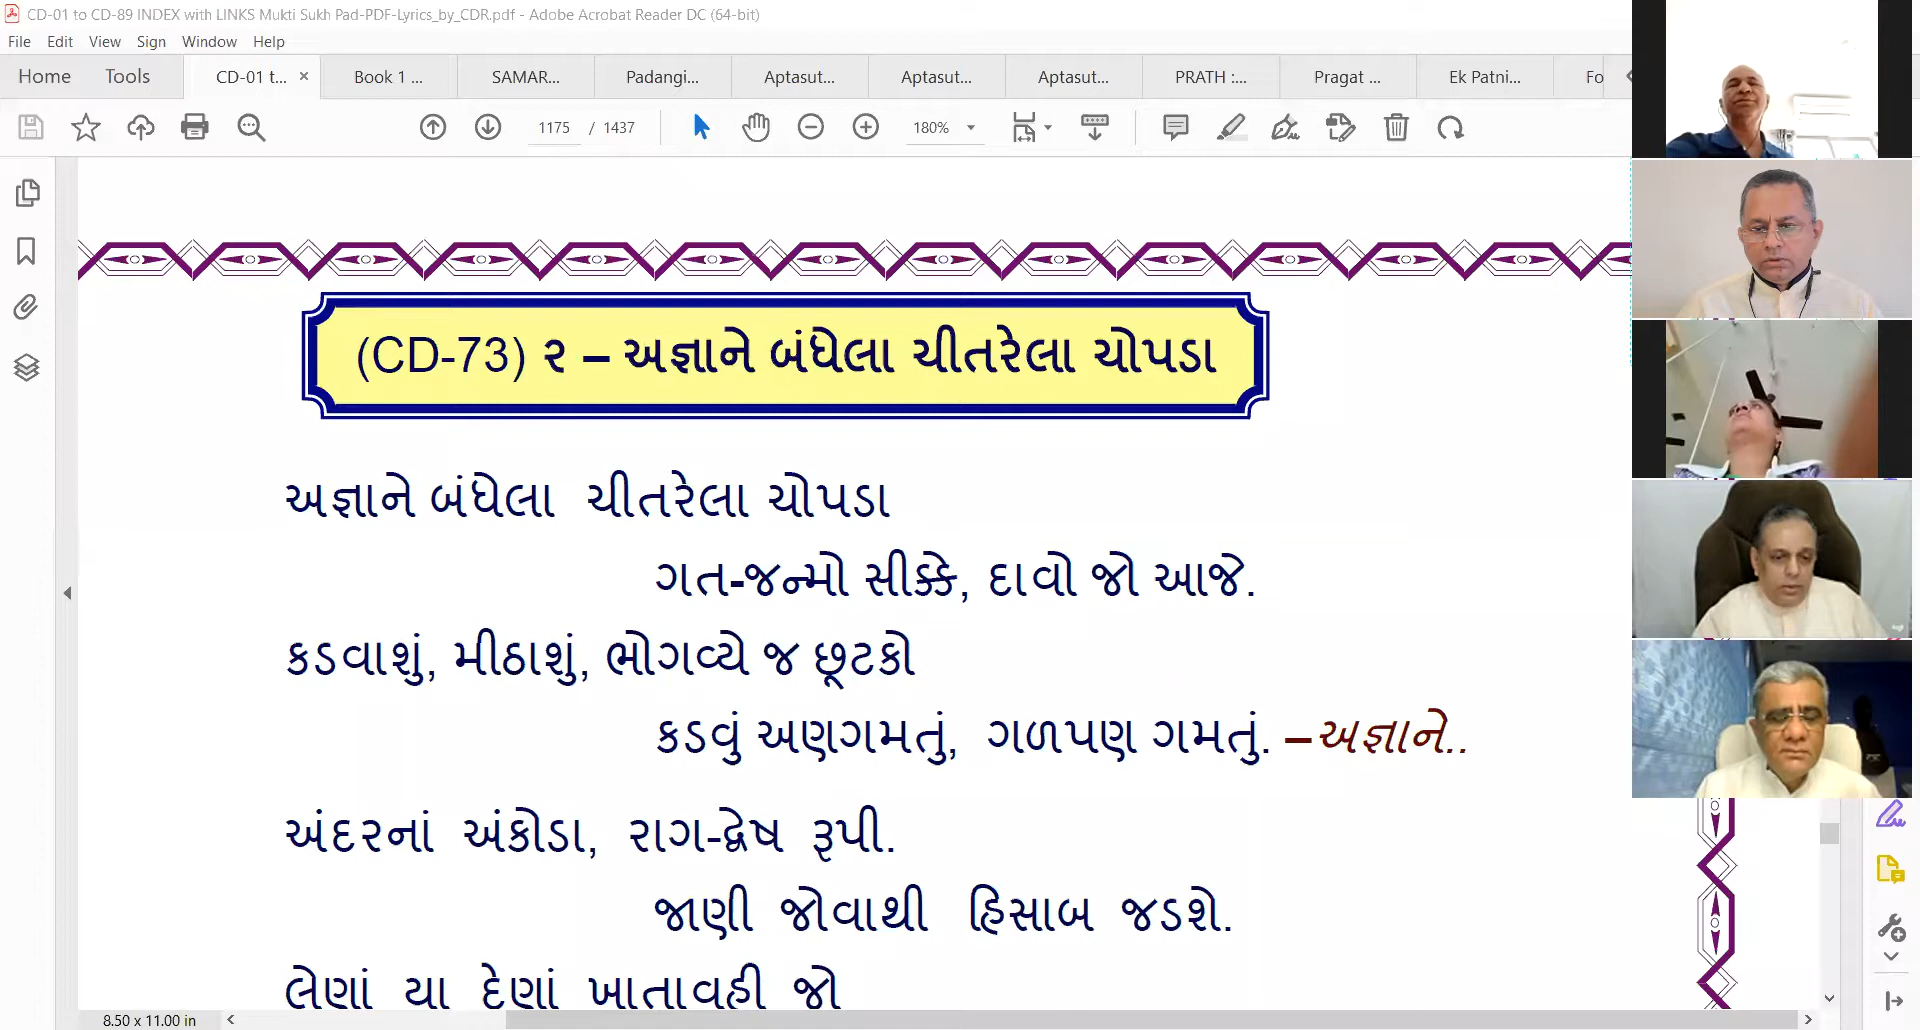 CD-01 to CD-89 INDEX with LINKS Mukti Sukh Pad-PDF-Lyrics_by_CDR.pdf - Adobe Acrobat Reader DC (64-bit)
File Edit View Sign Window Help
Home Tools CD-01 t... × Book 1 ... SAMAR... Padangi... Aptasut... Aptasut... Aptasut... PRATH :... Pragat ... Ek Patni... Fo
1175 / 1437 180%
(CD-73) ૨ – અજ્ઞાને બંધેલા ચીતરેલા ચોપડા
અજ્ઞાને બંધેલા ચીતરેલા ચોપડા
ગત-જન્મો સીક્કે, દાવો જો આજે.
કડવાશું, મીઠાશું, ભોગવ્યે જ છૂટકો
કડવું અણગમતું, ગળપણ ગમતું. –અજ્ઞાને..
અંદરનાં અંકોડા, રાગ-દ્વેષ રૂપી.
જાણી જોવાથી હિસાબ જડશે.
લેણાં યા દેણાં ખાતાવહી જો
8.50 x 11.00 in